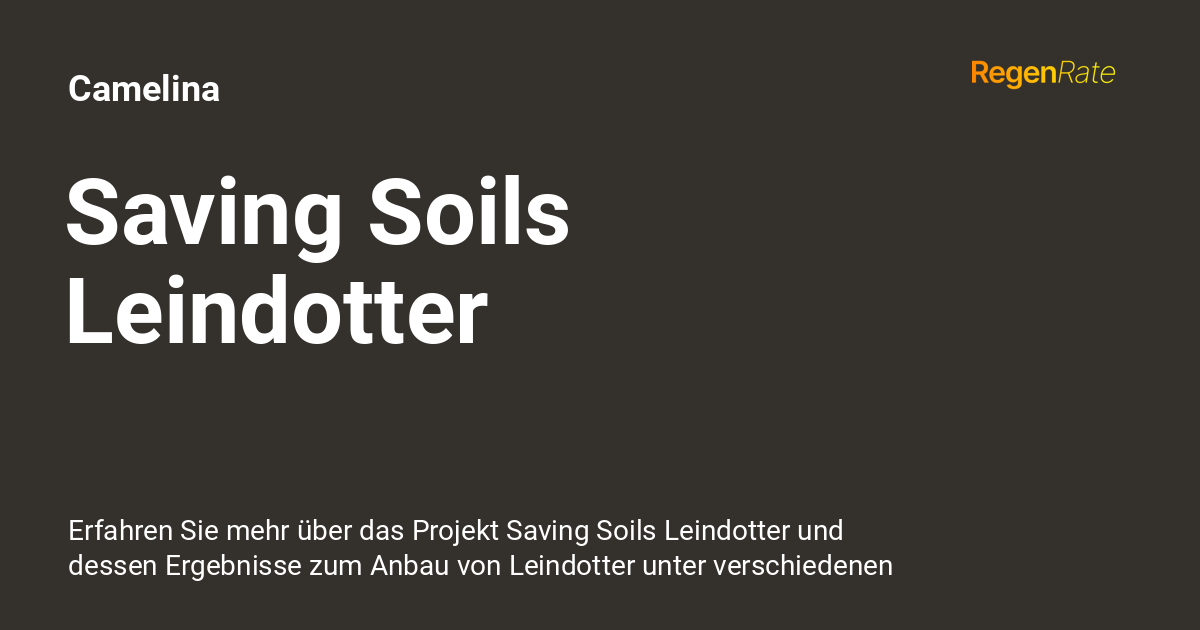 Camelina
RegenRate
Saving Soils
Leindotter
Erfahren Sie mehr über das Projekt Saving Soils Leindotter und
dessen Ergebnisse zum Anbau von Leindotter unter verschiedenen